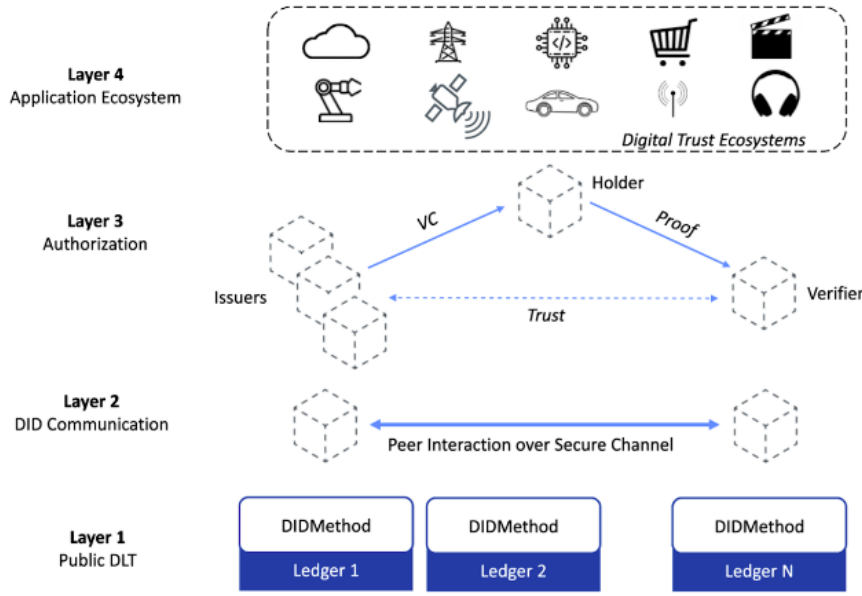 Layer 4
Application Ecosystem
</>
Digital Trust Ecosystems
Layer 3
Authorization
Holder
VC
Proof
Issuers
Verifier
Trust
Layer 2
DID Communication
Peer Interaction over Secure Channel
Layer 1
Public DLT
DIDMethod
DIDMethod
DIDMethod
Ledger 1
Ledger 2
Ledger N